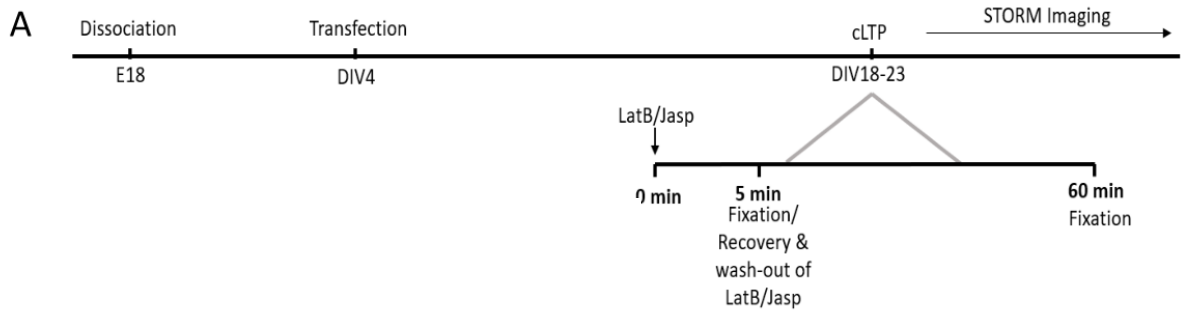 A
Dissociation
Transfection
cLTP
STORM Imaging
E18
DIV4
DIV18-23
LatB/Jasp
0 min
5 min
60 min
Fixation/
Recovery &
wash-out of
LatB/Jasp
Fixation